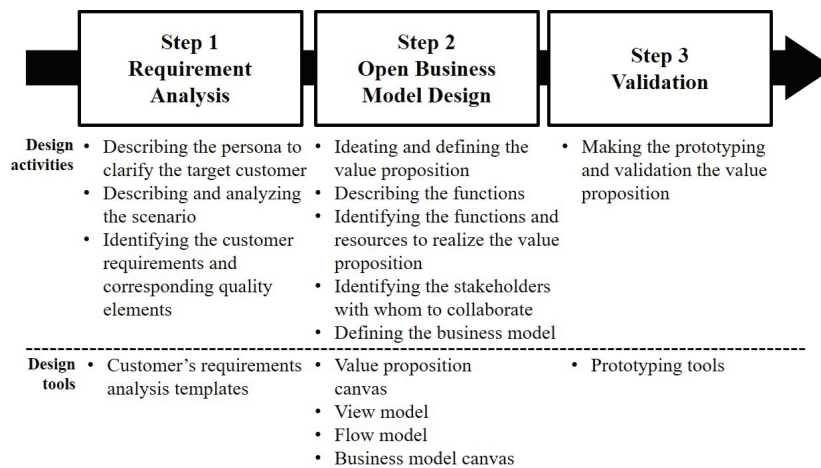 Step 1
Requirement
Analysis
Step 2
Open Business
Model Design
Step 3
Validation
Design
activities
• Describing the persona to
clarify the target customer
• Describing and analyzing
the scenario
• Identifying the customer
requirements and
corresponding quality
elements
• Ideating and defining the
value proposition
• Describing the functions
• Identifying the functions and
resources to realize the value
proposition
• Identifying the stakeholders
with whom to collaborate
• Defining the business model
• Making the prototyping
and validation the value
proposition
Design
tools
• Customer’s requirements
analysis templates
• Value proposition
canvas
• View model
• Flow model
• Business model canvas
• Prototyping tools